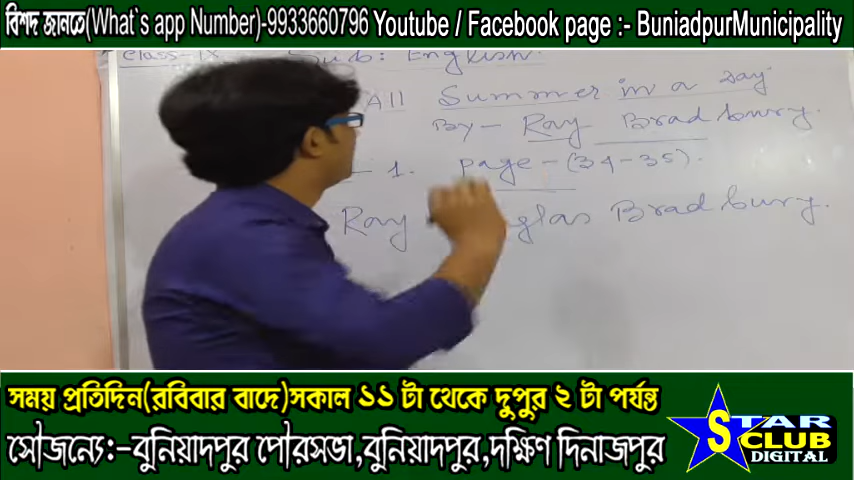 বিশদ জানতে(What`s app Number)-9933660796 Youtube / Facebook page :- BuniadpurMunicipality
Class-IX Sub: English.
All Summer in a Day
By- Ray Bradbury.
- 1. Page-(34-35).
Ray glas Bradbury.
সময় প্রতিদিন(রবিবার বাদে)সকাল ১১ টা থেকে দুপুর ২ টা পর্যন্ত
সৌজন্যে:-বুনিয়াদপুর পৌরসভা,বুনিয়াদপুর,দক্ষিণ দিনাজপুর
STAR
CLUB
DIGITAL